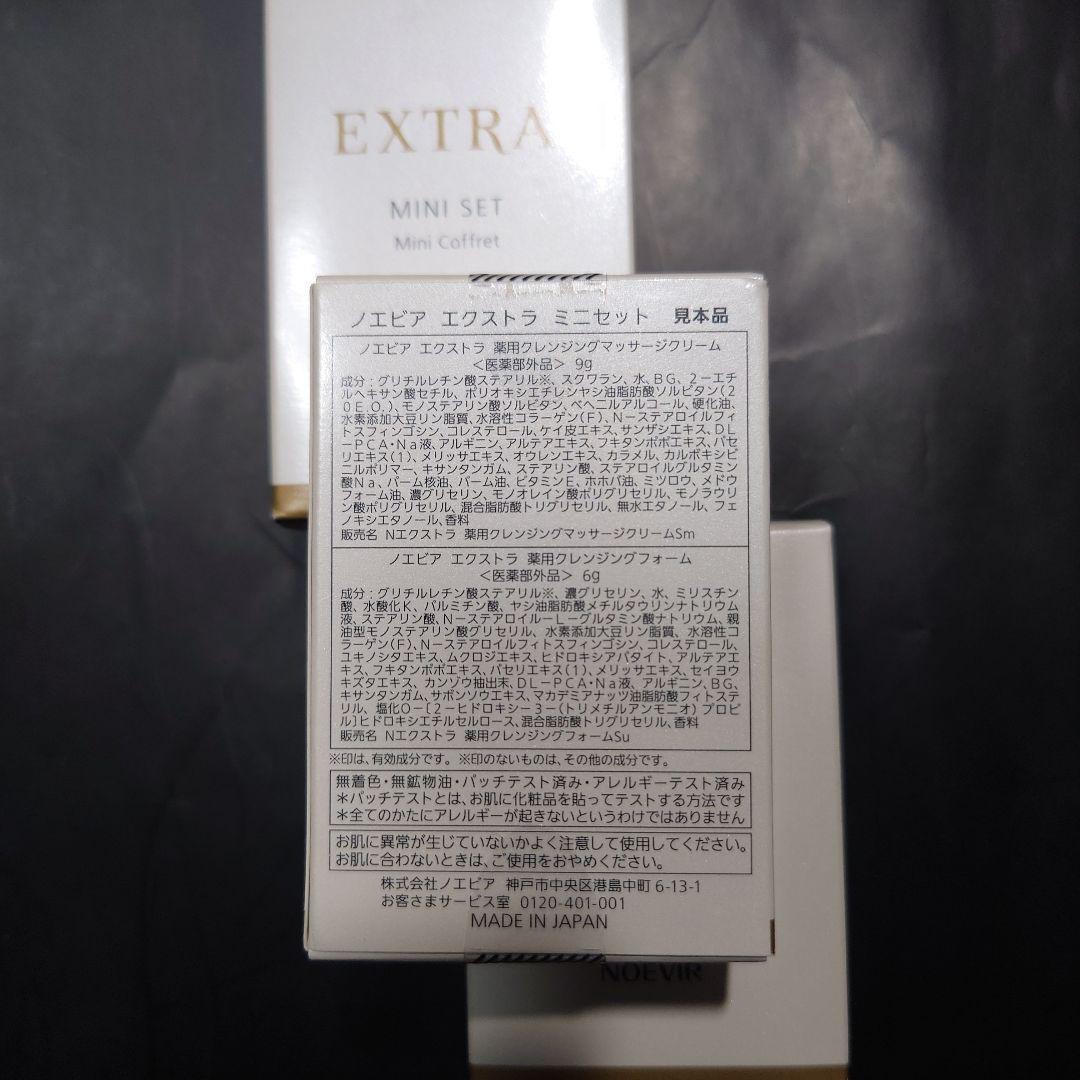 EXTRA
MINI SET
Mini Coffret
ノエビア エクストラ ミニセット 見本品
ノエビア エクストラ 薬用クレンジングマッサージクリーム
＜医薬部外品＞ 9g
成分：グリチルレチン酸ステアリル※、スクワラン、水、BG、2－エチ
ルヘキサン酸セチル、ポリオキシエチレンヤシ油脂肪酸ソルビタン（2
0E.O.）、モノステアリン酸ソルビタン、ベヘニルアルコール、硬化油、
水素添加大豆リン脂質、水溶性コラーゲン（F）、N－ステアロイルフィ
トスフィンゴシン、コレステロール、ケイ皮エキス、サンザシエキス、DL
－PCA・Na液、アルギニン、アルテアエキス、フキタンポポエキス、パセ
リエキス（1）、メリッサエキス、オウレンエキス、カラメル、カルボキシビ
ニルポリマー、キサンタンガム、ステアリン酸、ステアロイルグルタミン
酸Na、パーム核油、パーム油、ビタミンE、ホホバ油、ミツロウ、メドウ
フォーム油、濃グリセリン、モノオレイン酸ポリグリセリル、モノラウリ
ン酸ポリグリセリル、混合脂肪酸トリグリセリル、無水エタノール、フェ
ノキシエタノール、香料
販売名 Nエクストラ 薬用クレンジングマッサージクリームSm
ノエビア エクストラ 薬用クレンジングフォーム
＜医薬部外品＞ 6g
成分：グリチルレチン酸ステアリル※、濃グリセリン、水、ミリスチン
酸、水酸化K、パルミチン酸、ヤシ油脂肪酸メチルタウリンナトリウム
液、ステアリン酸、N－ステアロイル－L－グルタミン酸ナトリウム、親
油型モノステアリン酸グリセリル、水素添加大豆リン脂質、水溶性コ
ラーゲン（F）、N－ステアロイルフィトスフィンゴシン、コレステロール、
ユキノシタエキス、ムクロジエキス、ヒドロキシアパタイト、アルテアエ
キス、フキタンポポエキス、パセリエキス（1）、メリッサエキス、セイヨウ
キズタエキス、カンゾウ抽出末、DL－PCA・Na液、アルギニン、BG、
キサンタンガム、サボンソウエキス、マカデミアナッツ油脂肪酸フィトステ
リル、塩化O－［2－ヒドロキシ－3－（トリメチルアンモニオ）プロピ
ル］ヒドロキシエチルセルロース、混合脂肪酸トリグリセリル、香料
販売名 Nエクストラ 薬用クレンジングフォームSu
※印は、有効成分です。 ※印のないものは、その他の成分です。
無着色・無鉱物油・パッチテスト済み・アレルギーテスト済み
＊パッチテストとは、お肌に化粧品を貼ってテストする方法です
＊全てのかたにアレルギーが起きないというわけではありません
お肌に異常が生じていないかよく注意して使用してください。
お肌に合わないときは、ご使用をおやめください。
株式会社ノエビア 神戸市中央区港島中町 6-13-1
お客さまサービス室 0120-401-001
MADE IN JAPAN
NOEVIR